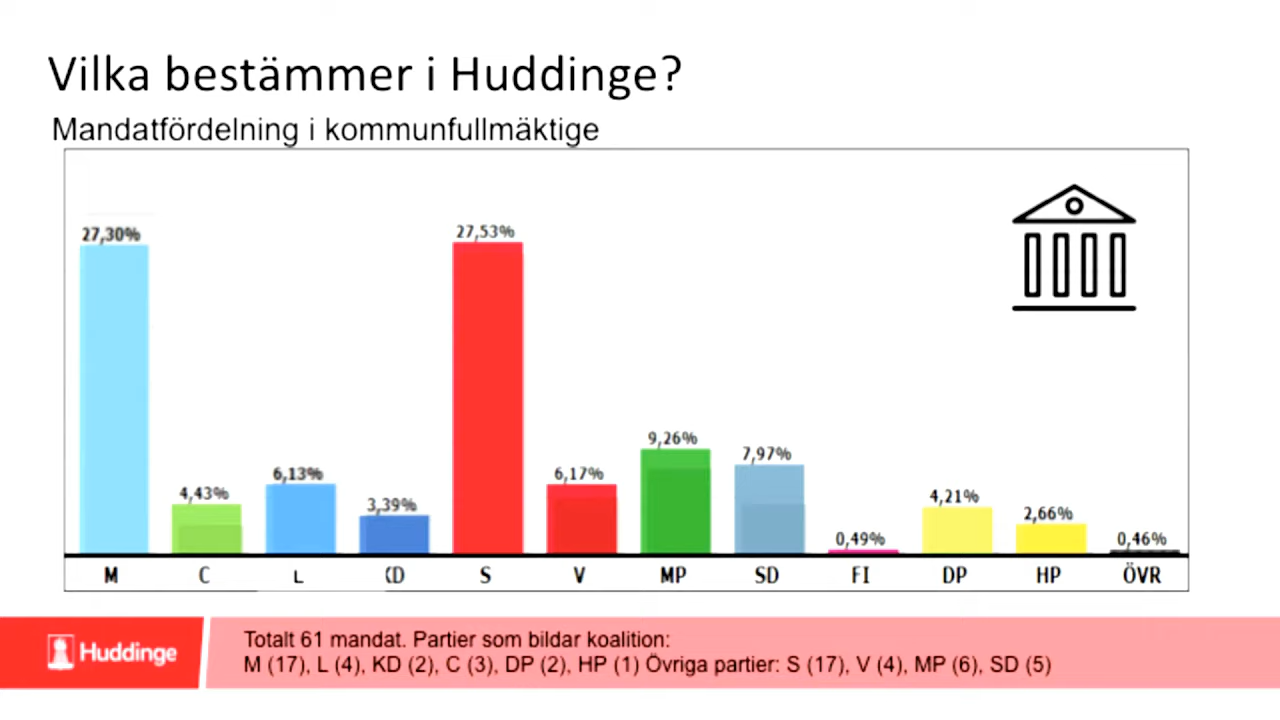 Vilka bestämmer i Huddinge?
Mandatfördelning i kommunfullmäktige
27,30% 4,43% 6,13% 3,39% 27,53% 6,17% 9,26% 7,97% 0,49% 4,21% 2,66% 0,46%
M C L KD S V MP SD FI DP HP ÖVR
Huddinge
Totalt 61 mandat. Partier som bildar koalition:
M (17), L (4), KD (2), C (3), DP (2), HP (1) Övriga partier: S (17), V (4), MP (6), SD (5)